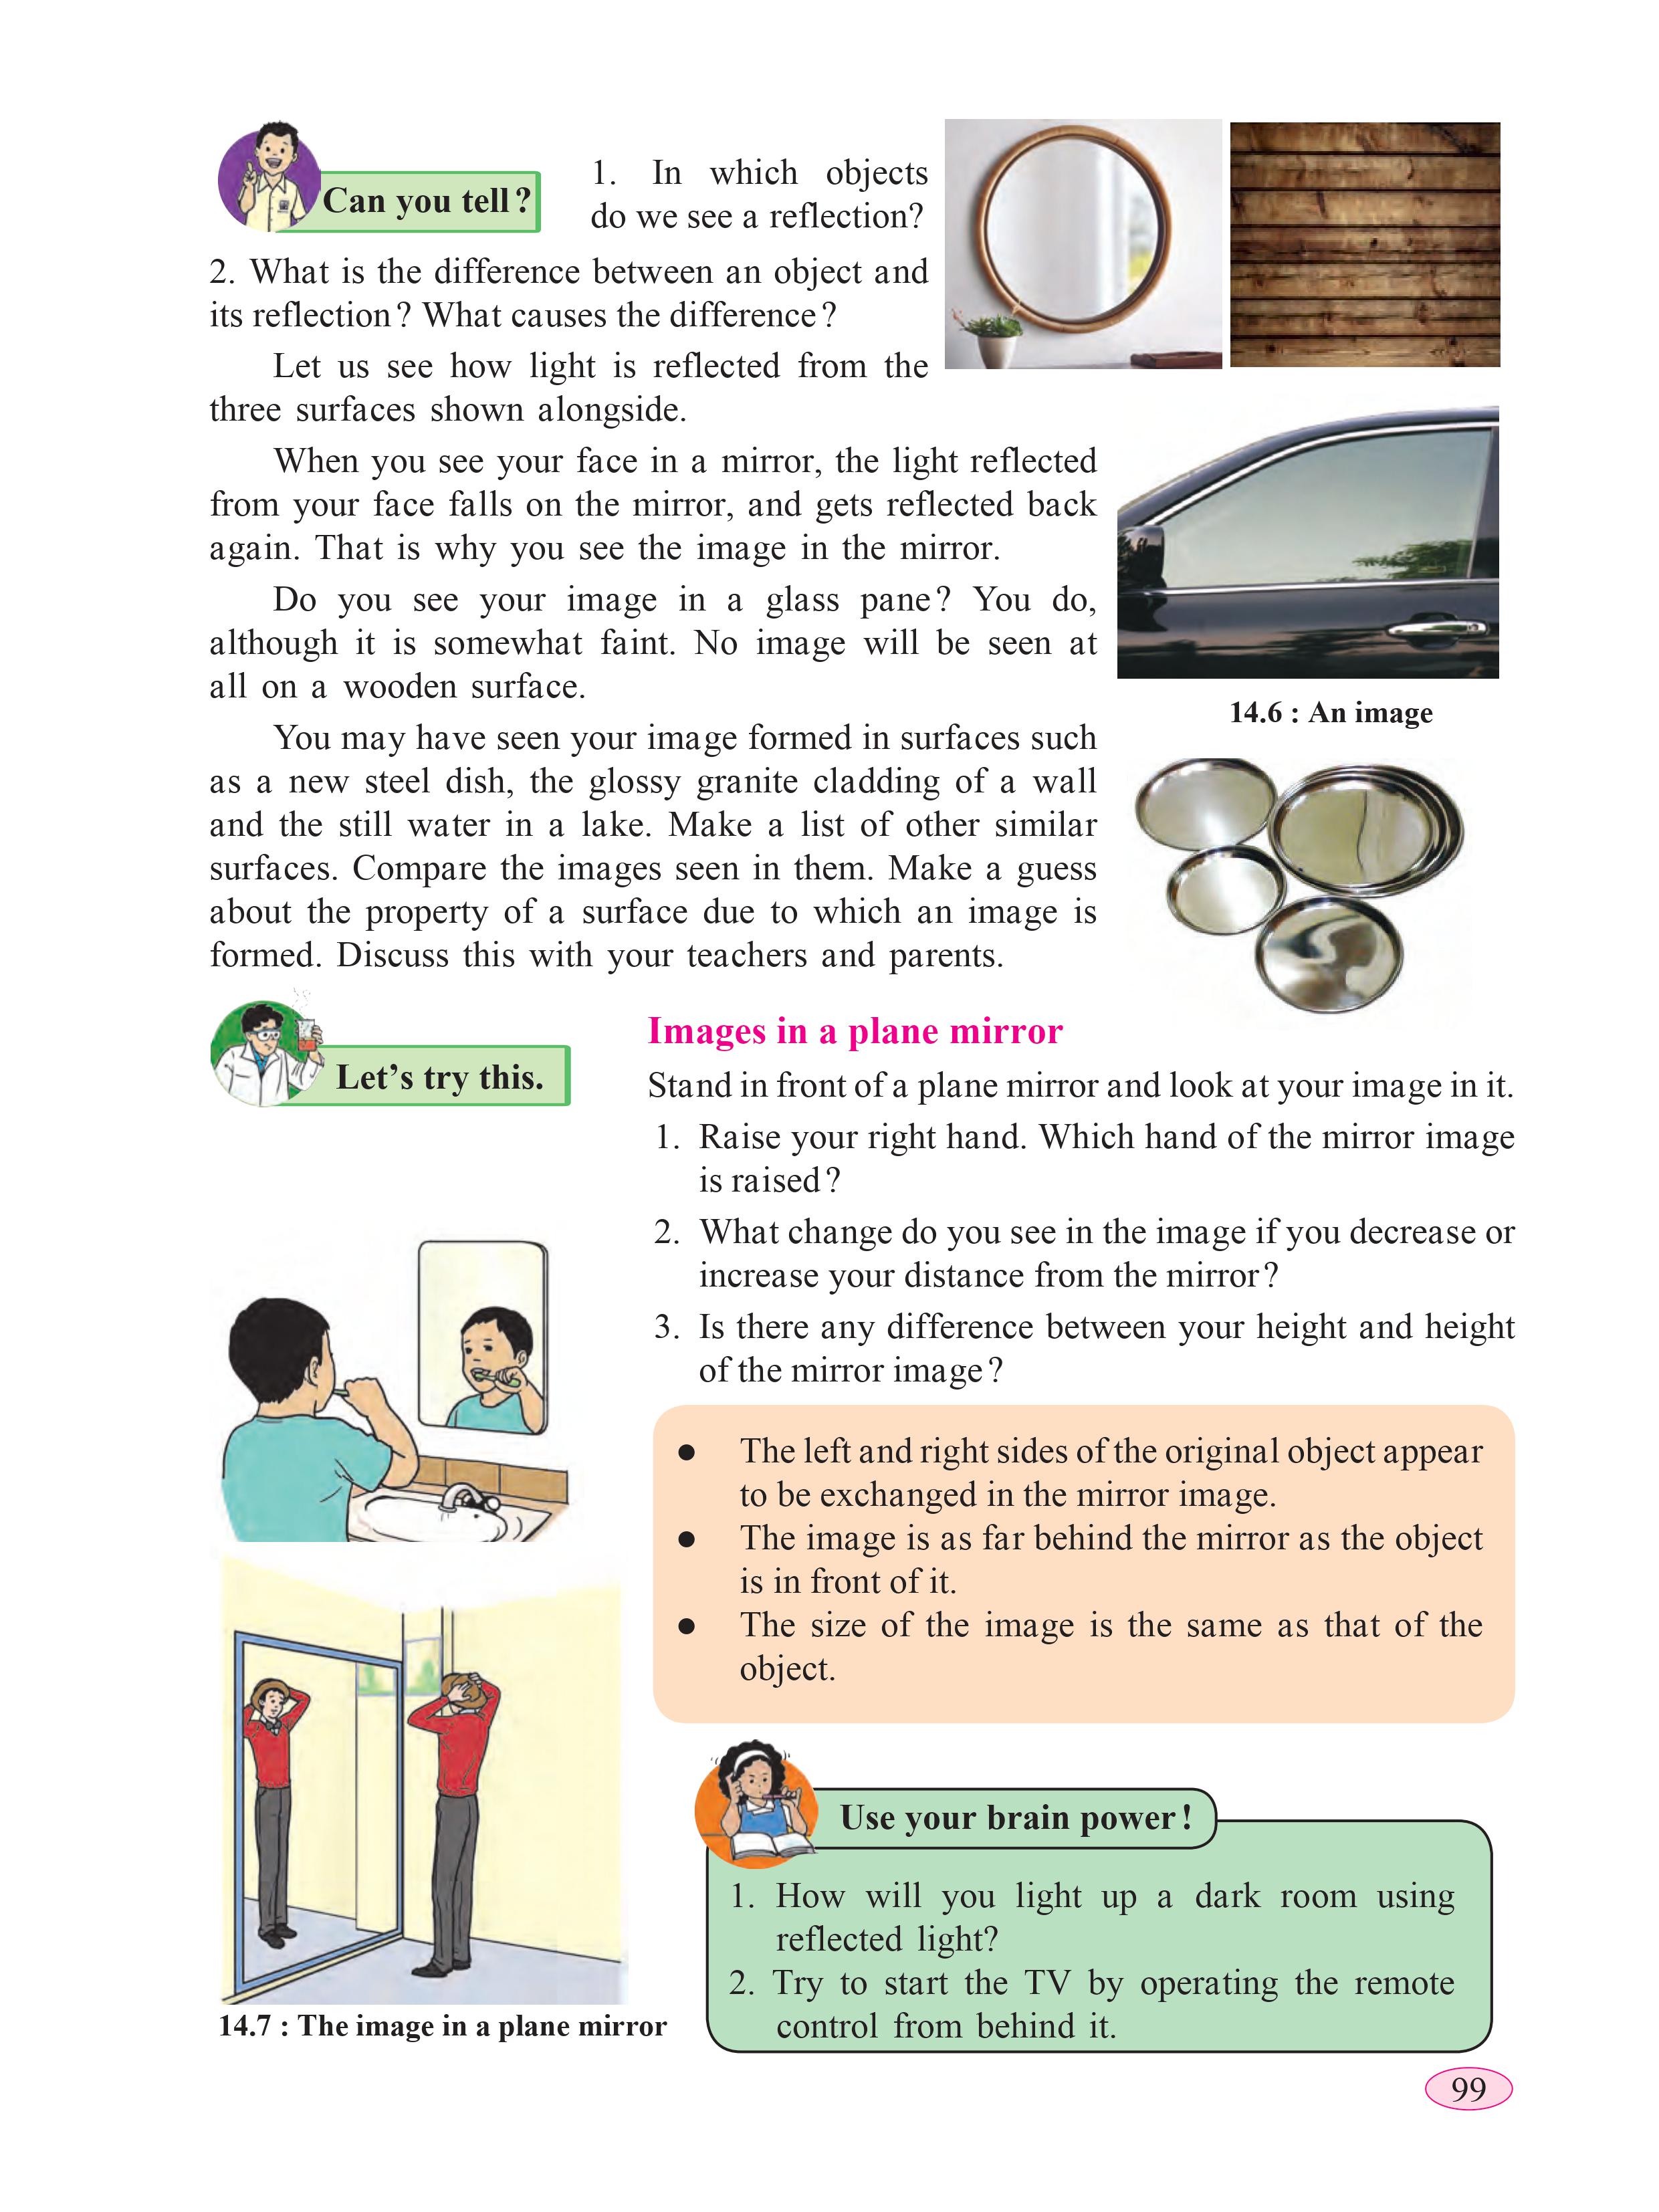 Can you tell?
1. In which objects
do we see a reflection?
2. What is the difference between an object and
its reflection? What causes the difference?
Let us see how light is reflected from the
three surfaces shown alongside.
When you see your face in a mirror, the light reflected
from your face falls on the mirror, and gets reflected back
again. That is why you see the image in the mirror.
Do you see your image in a glass pane? You do,
although it is somewhat faint. No image will be seen at
all on a wooden surface.
14.6 : An image
You may have seen your image formed in surfaces such
as a new steel dish, the glossy granite cladding of a wall
and the still water in a lake. Make a list of other similar
surfaces. Compare the images seen in them. Make a guess
about the property of a surface due to which an image is
formed. Discuss this with your teachers and parents.
Let's try this.
Images in a plane mirror
Stand in front of a plane mirror and look at your image in it.
1. Raise your right hand. Which hand of the mirror image
is raised?
2. What change do you see in the image if you decrease or
increase your distance from the mirror?
3. Is there any difference between your height and height
of the mirror image?
● The left and right sides of the original object appear
to be exchanged in the mirror image.
● The image is as far behind the mirror as the object
is in front of it.
● The size of the image is the same as that of the
object.
14.7 : The image in a plane mirror
Use your brain power!
1. How will you light up a dark room using
reflected light?
2. Try to start the TV by operating the remote
control from behind it.
99